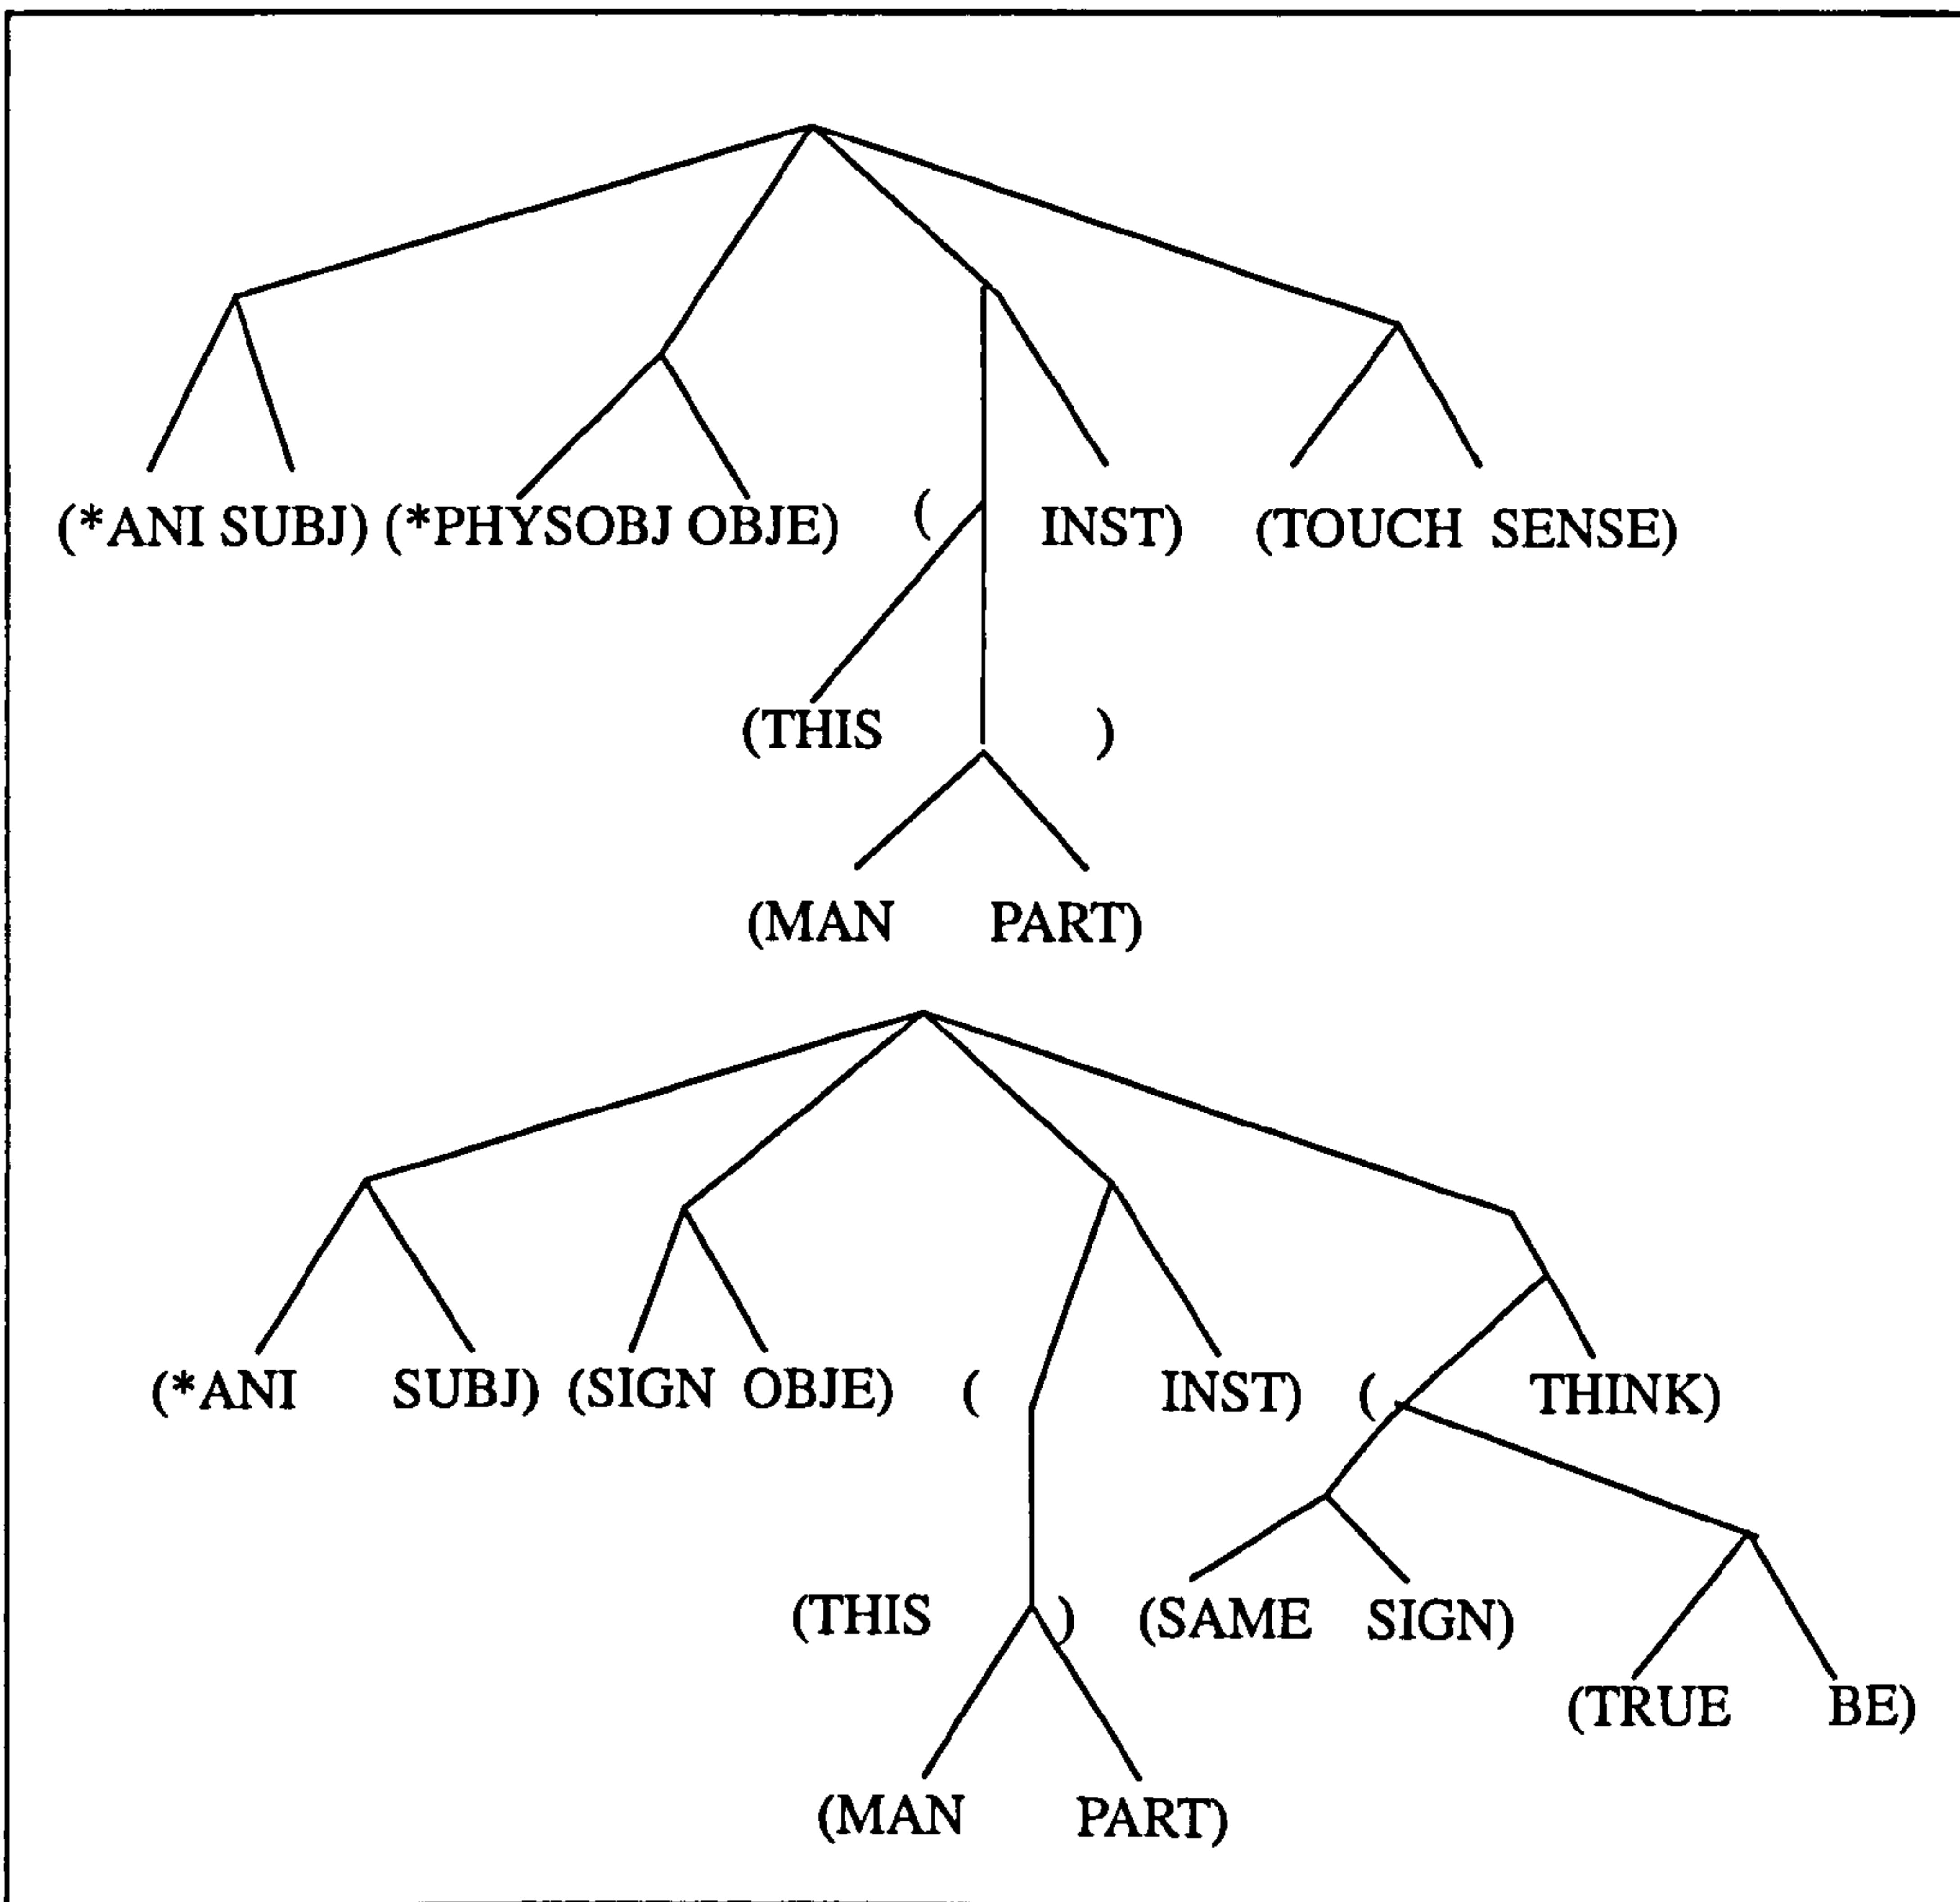 (*ANI SUBJ) (*PHYSOBJ OBJE) ( INST) (TOUCH SENSE)
(THIS )
(MAN PART)
(*ANI SUBJ) (SIGN OBJE) ( INST) ( THINK)
(THIS ) (SAME SIGN)
(TRUE BE)
(MAN PART)